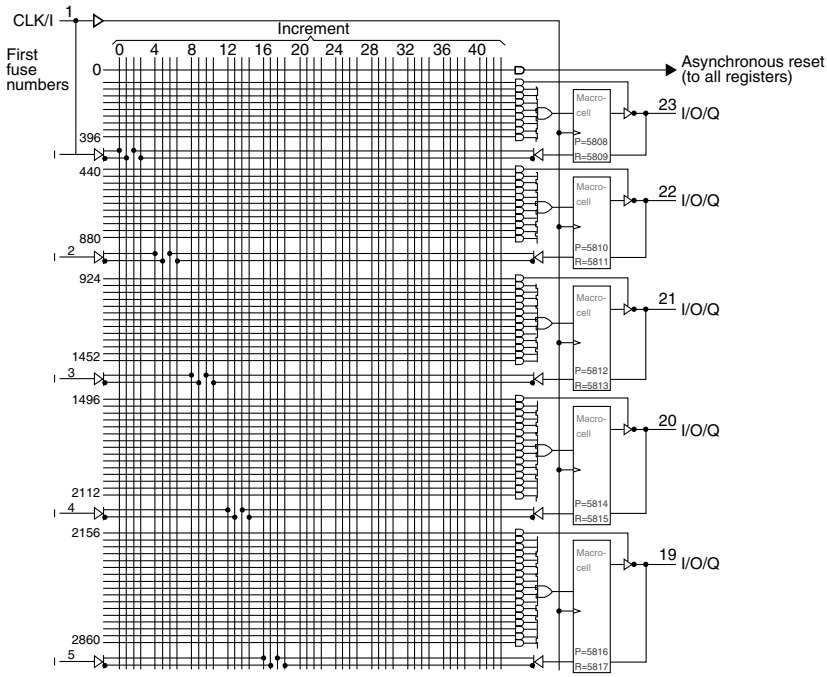 CLK/I 1
Increment
First fuse numbers
0 4 8 12 16 20 24 28 32 36 40
0
Asynchronous reset
(to all registers)
396
Macro-
cell
P=5808
R=5809
23 I/O/Q
I
440
880
Macro-
cell
P=5810
R=5811
22 I/O/Q
I 2
924
1452
Macro-
cell
P=5812
R=5813
21 I/O/Q
I 3
1496
2112
Macro-
cell
P=5814
R=5815
20 I/O/Q
I 4
2156
2860
Macro-
cell
P=5816
R=5817
19 I/O/Q
I 5